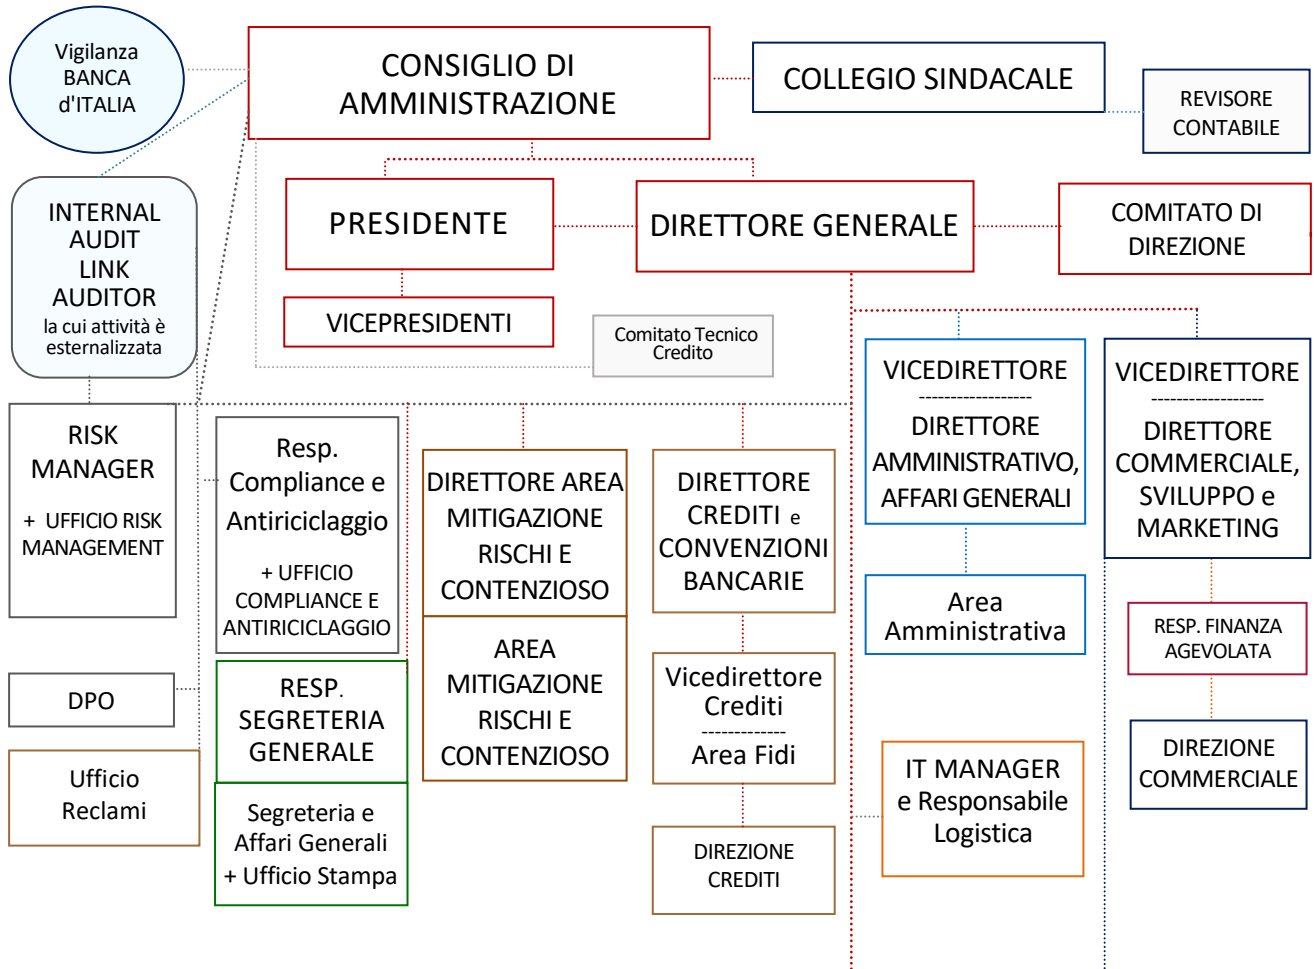 Vigilanza
BANCA
d'ITALIA
CONSIGLIO DI
AMMINISTRAZIONE
COLLEGIO SINDACALE
REVISORE
CONTABILE
INTERNAL
AUDIT
LINK
AUDITOR
la cui attività è
esternalizzata
PRESIDENTE
DIRETTORE GENERALE
COMITATO DI
DIREZIONE
VICEPRESIDENTI
Comitato Tecnico
Credito
VICEDIRETTORE
------------------
DIRETTORE
AMMINISTRATIVO,
AFFARI GENERALI
VICEDIRETTORE
------------------
DIRETTORE
COMMERCIALE,
SVILUPPO e
MARKETING
RISK
MANAGER
+ UFFICIO RISK
MANAGEMENT
Resp.
Compliance e
Antiriciclaggio
+ UFFICIO
COMPLIANCE E
ANTIRICICLAGGIO
DIRETTORE AREA
MITIGAZIONE
RISCHI E
CONTENZIOSO
DIRETTORE
CREDITI e
CONVENZIONI
BANCARIE
Area
Amministrativa
RESP. FINANZA
AGEVOLATA
DPO
RESP.
SEGRETERIA
GENERALE
AREA
MITIGAZIONE
RISCHI E
CONTENZIOSO
Vicedirettore
Crediti
-------------
Area Fidi
Ufficio
Reclami
Segreteria e
Affari Generali
+ Ufficio Stampa
DIREZIONE
CREDITI
IT MANAGER
e Responsabile
Logistica
DIREZIONE
COMMERCIALE